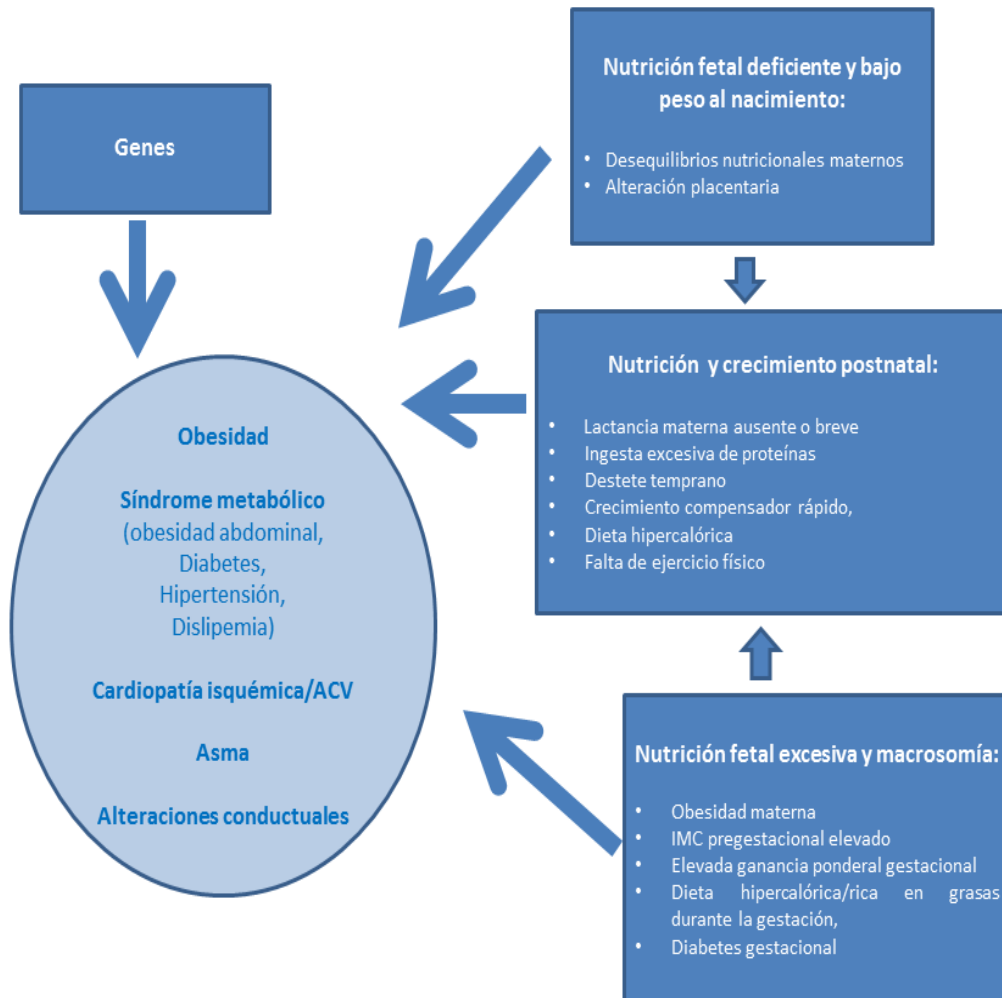 Genes
Nutrición fetal deficiente y bajo
peso al nacimiento:
• Desequilibrios nutricionales maternos
• Alteración placentaria
Nutrición y crecimiento postnatal:
• Lactancia materna ausente o breve
• Ingesta excesiva de proteínas
• Destete temprano
• Crecimiento compensador rápido,
• Dieta hipercalórica
• Falta de ejercicio físico
Obesidad
Síndrome metabólico
(obesidad abdominal,
Diabetes,
Hipertensión,
Dislipemia)
Cardiopatía isquémica/ACV
Asma
Alteraciones conductuales
Nutrición fetal excesiva y macrosomía:
• Obesidad materna
• IMC pregestacional elevado
• Elevada ganancia ponderal gestacional
• Dieta hipercalórica/rica en grasas
durante la gestación,
• Diabetes gestacional